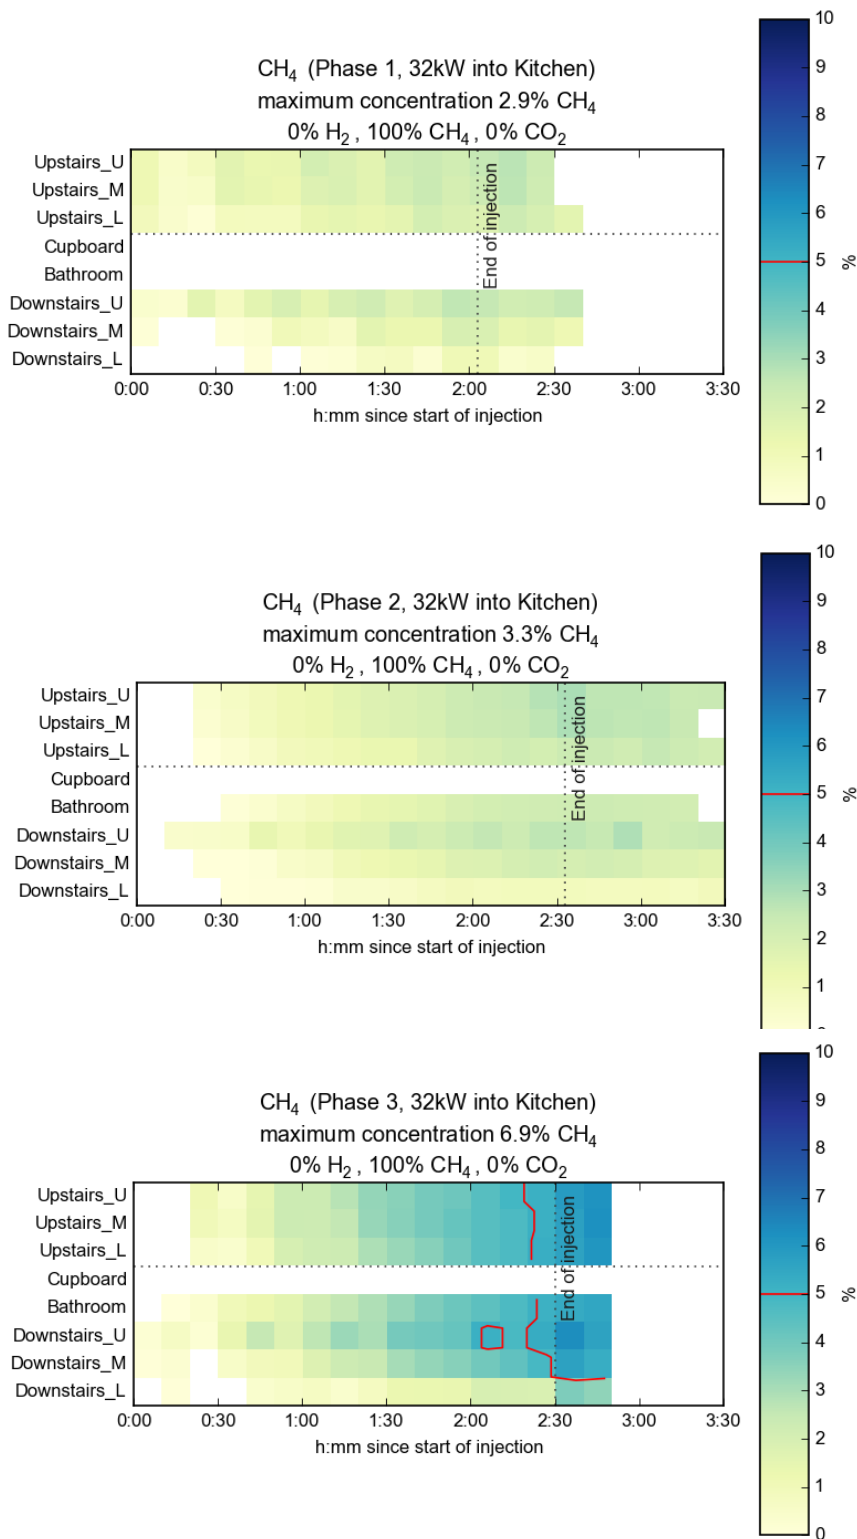 CH4 (Phase 1, 32kW into Kitchen)
maximum concentration 2.9% CH4
0% H2 , 100% CH4 , 0% CO2
Upstairs_U
Upstairs_M
Upstairs_L
Cupboard
Bathroom
Downstairs_U
Downstairs_M
Downstairs_L
End of injection
0:00 0:30 1:00 1:30 2:00 2:30 3:00 3:30
h:mm since start of injection
10
9
8
7
6
5
4
3
2
1
0
%
CH4 (Phase 2, 32kW into Kitchen)
maximum concentration 3.3% CH4
0% H2 , 100% CH4 , 0% CO2
Upstairs_U
Upstairs_M
Upstairs_L
Cupboard
Bathroom
Downstairs_U
Downstairs_M
Downstairs_L
End of injection
0:00 0:30 1:00 1:30 2:00 2:30 3:00 3:30
h:mm since start of injection
10
9
8
7
6
5
4
3
2
1
%
CH4 (Phase 3, 32kW into Kitchen)
maximum concentration 6.9% CH4
0% H2 , 100% CH4 , 0% CO2
Upstairs_U
Upstairs_M
Upstairs_L
Cupboard
Bathroom
Downstairs_U
Downstairs_M
Downstairs_L
End of injection
0:00 0:30 1:00 1:30 2:00 2:30 3:00 3:30
h:mm since start of injection
10
9
8
7
6
5
4
3
2
1
0
%